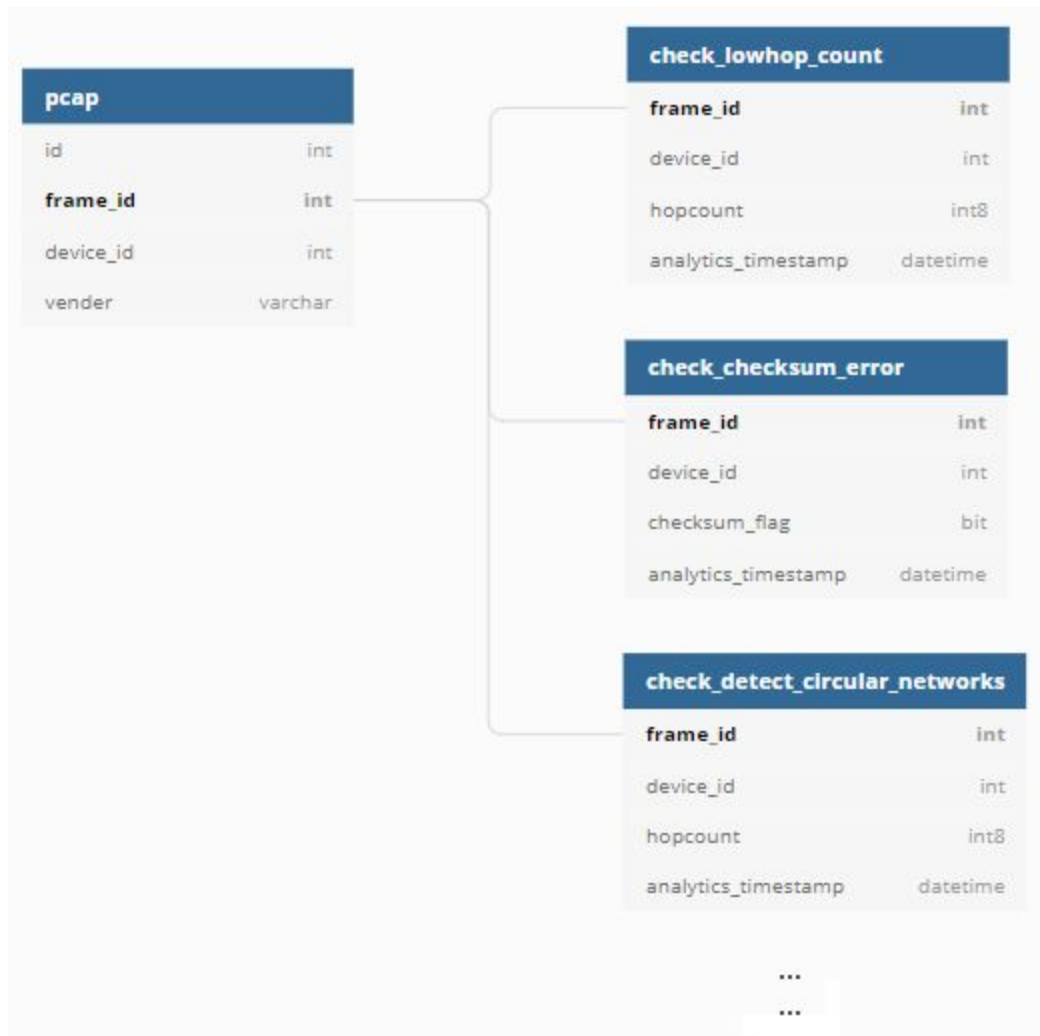 pcap
id int
frame_id int
device_id int
vender varchar
check_lowhop_count
frame_id int
device_id int
hopcount int8
analytics_timestamp datetime
check_checksum_error
frame_id int
device_id int
checksum_flag bit
analytics_timestamp datetime
check_detect_circular_networks
frame_id int
device_id int
hopcount int8
analytics_timestamp datetime
...
...